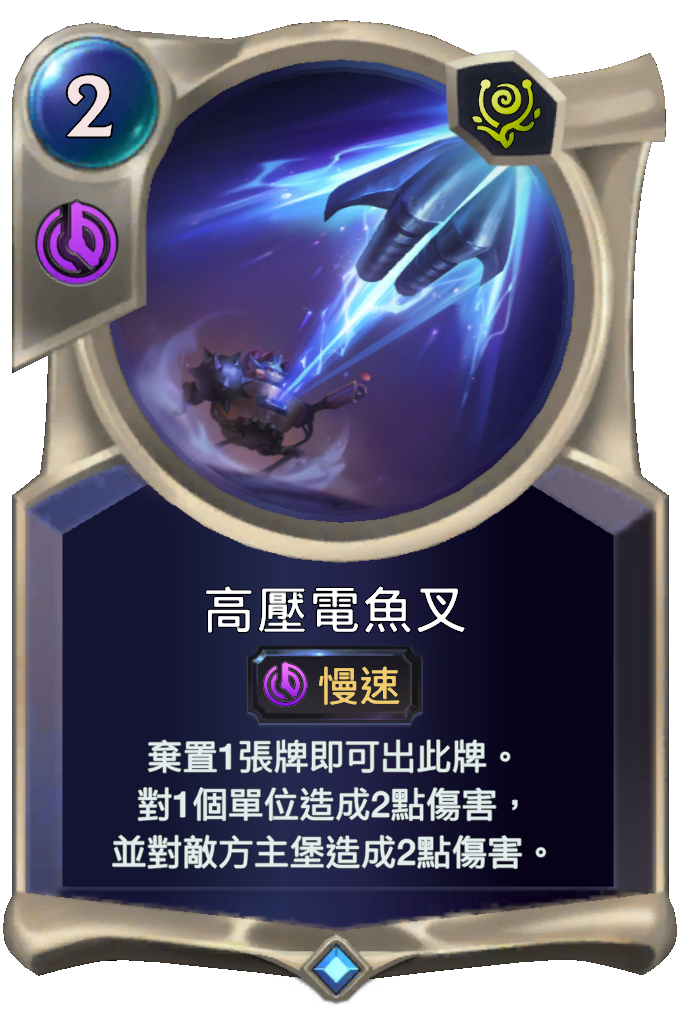 2
高壓電魚叉
慢速
棄置1張牌即可出此牌。
對1個單位造成2點傷害，
並對敵方主堡造成2點傷害。